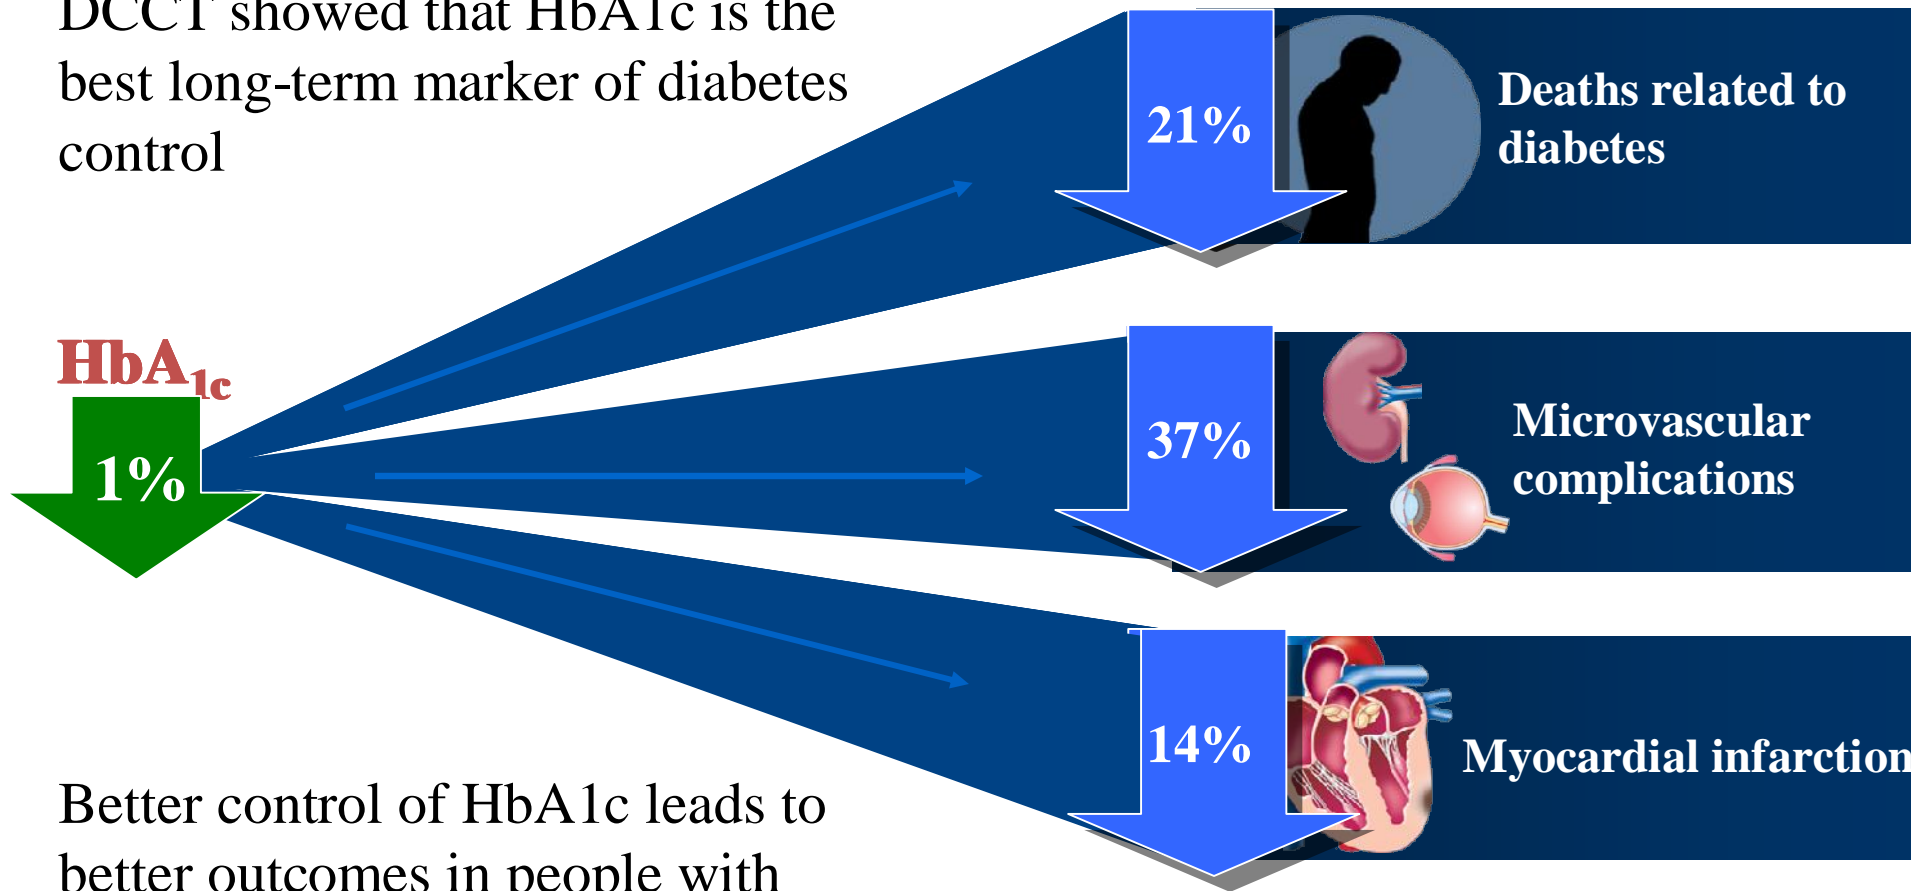 DCCT showed that HbA1c is the
best long-term marker of diabetes
control
21%
Deaths related to
diabetes
HbA1c
1%
37%
Microvascular
complications
14%
Myocardial infarction
Better control of HbA1c leads to
better outcomes in people with